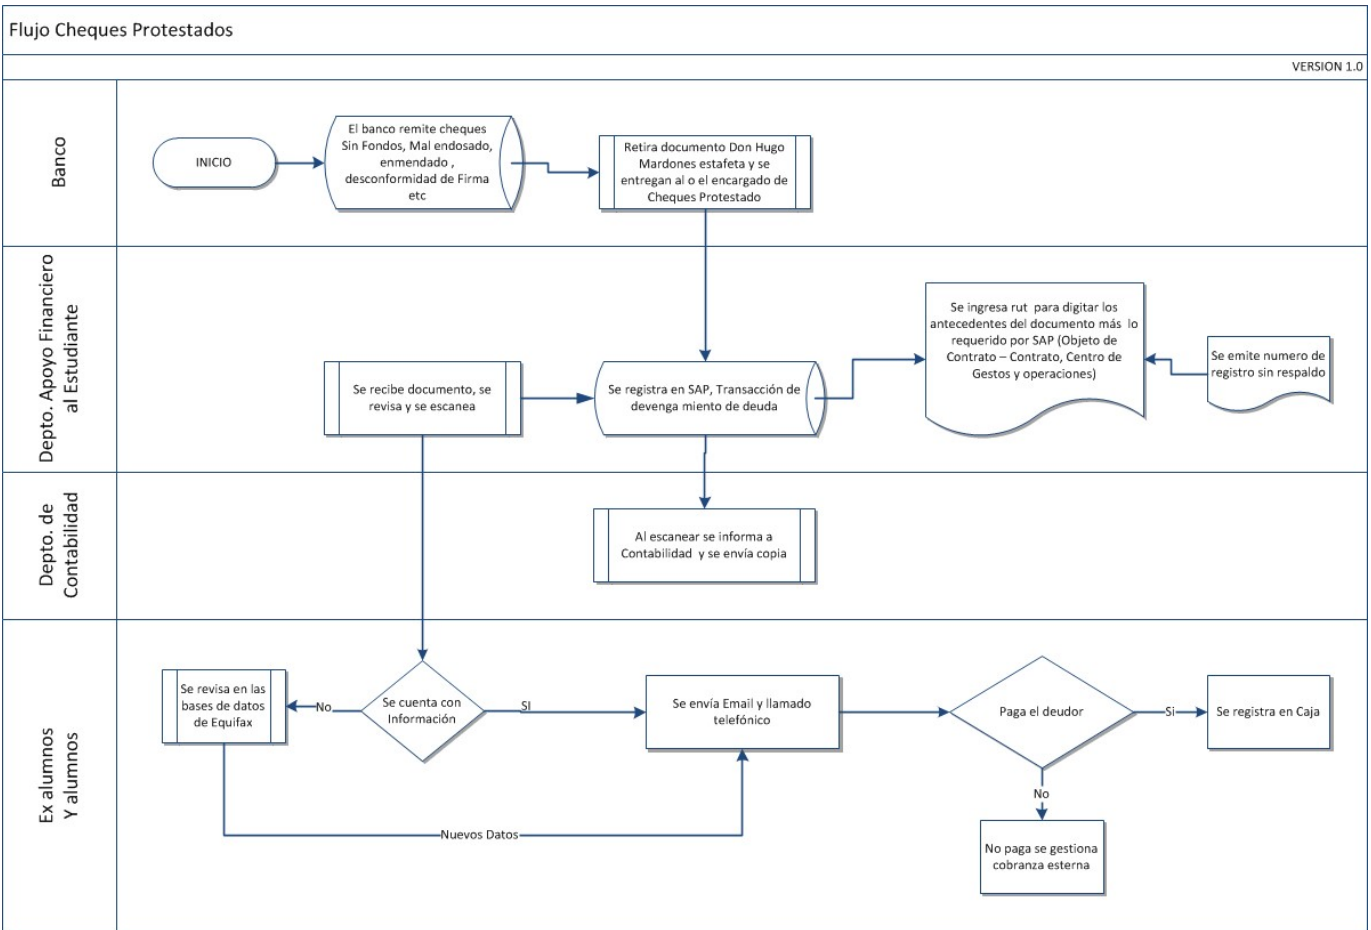 Flujo Cheques Protestados
VERSION 1.0
Banco
INICIO
El banco remite cheques
Sin Fondos, Mal endosado,
enmendado ,
desconformidad de Firma
etc
Retira documento Don Hugo
Mardones estafeta y se
entregan al o el encargado de
Cheques Protestado
Depto. Apoyo Financiero
al Estudiante
Se recibe documento, se
revisa y se escanea
Se registra en SAP, Transacción de
devenga miento de deuda
Se ingresa rut para digitar los
antecedentes del documento más lo
requerido por SAP (Objeto de
Contrato – Contrato, Centro de
Gestos y operaciones)
Se emite numero de
registro sin respaldo
Depto. de
Contabilidad
Al escanear se informa a
Contabilidad y se envía copia
Ex alumnos
Y alumnos
Se revisa en las
bases de datos
de Equifax
No
Se cuenta con
Información
SI
Se envía Email y llamado
telefónico
Paga el deudor
Si
Se registra en Caja
No
No paga se gestiona
cobranza esterna
Nuevos Datos